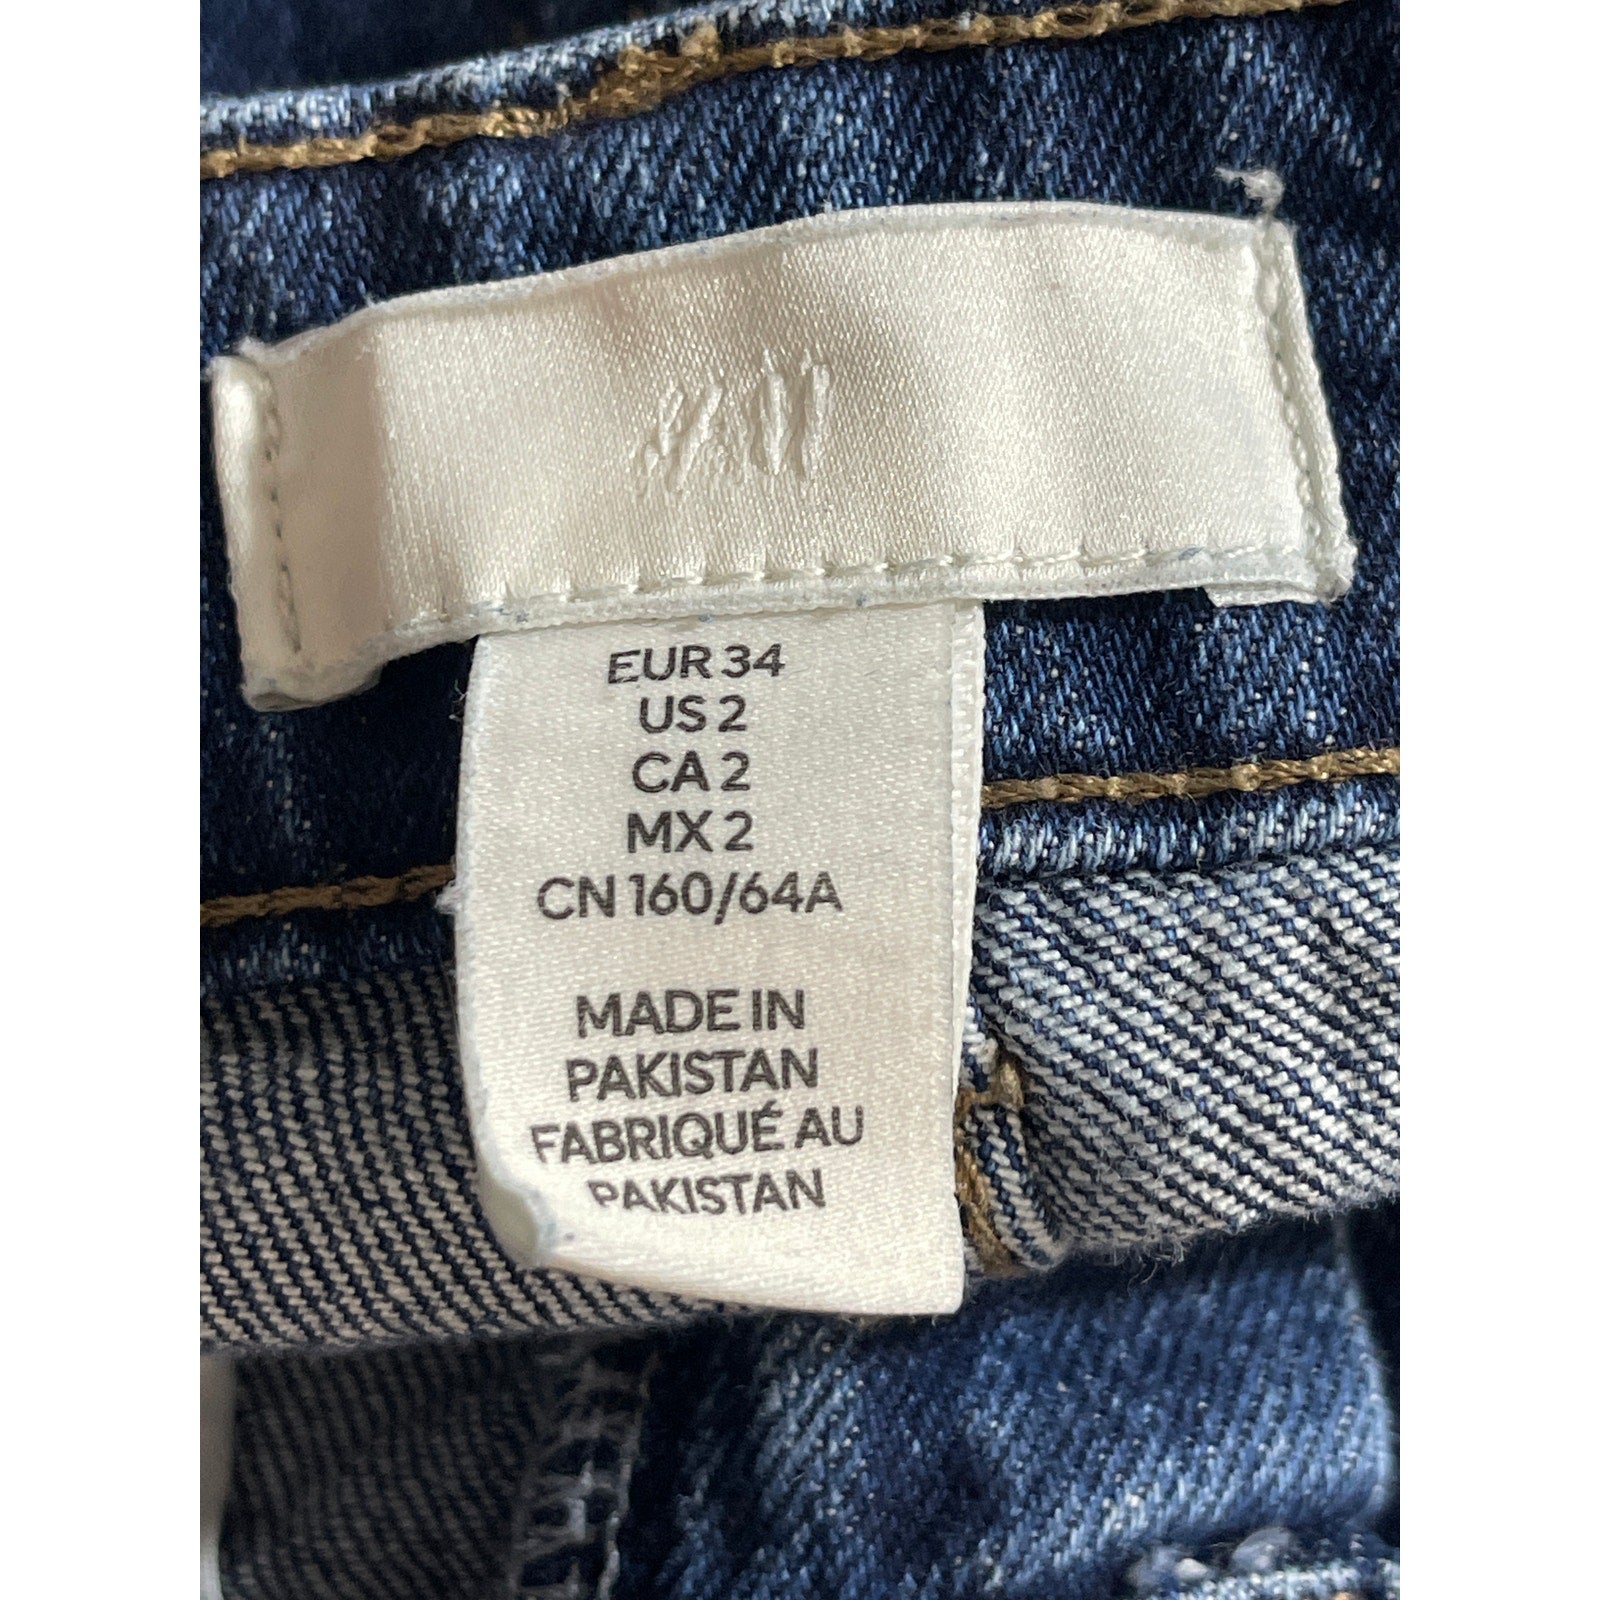 H&M
EUR 34
US 2
CA 2
MX 2
CN 160/64A
MADE IN
PAKISTAN
FABRIQUÉ AU
PAKISTAN